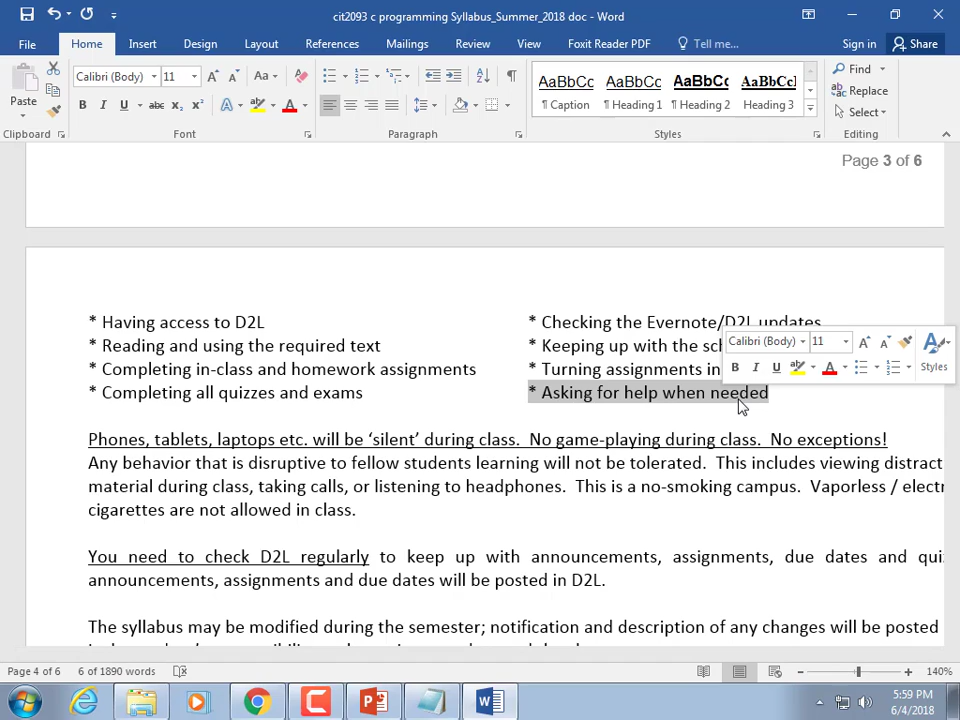 cit2093 c programming Syllabus_Summer_2018 doc - Word
File Home Insert Design Layout References Mailings Review View Foxit Reader PDF Tell me... Sign in Share
Paste
Calibri (Body) 11 Aa
B I U abc x₂ x² A A
AaBbCc AaBbCc AaBbCc AaBbCc
¶ Caption ¶ Heading 1 ¶ Heading 2 Heading 3
Find
Replace
Select
Clipboard Font Paragraph Styles Editing
Page 3 of 6
* Having access to D2L
* Reading and using the required text
* Completing in-class and homework assignments
* Completing all quizzes and exams
* Checking the Evernote/D2L updates
* Keeping up with the
* Turning assignments in
* Asking for help when needed
Calibri (Body) 11
B I U A Styles
Phones, tablets, laptops etc. will be ‘silent’ during class. No game-playing during class. No exceptions!
Any behavior that is disruptive to fellow students learning will not be tolerated. This includes viewing distract
material during class, taking calls, or listening to headphones. This is a no-smoking campus. Vaporless / electr
cigarettes are not allowed in class.
You need to check D2L regularly to keep up with announcements, assignments, due dates and qui
announcements, assignments and due dates will be posted in D2L.
The syllabus may be modified during the semester; notification and description of any changes will be posted
Page 4 of 6 6 of 1890 words 140%
5:59 PM
6/4/2018